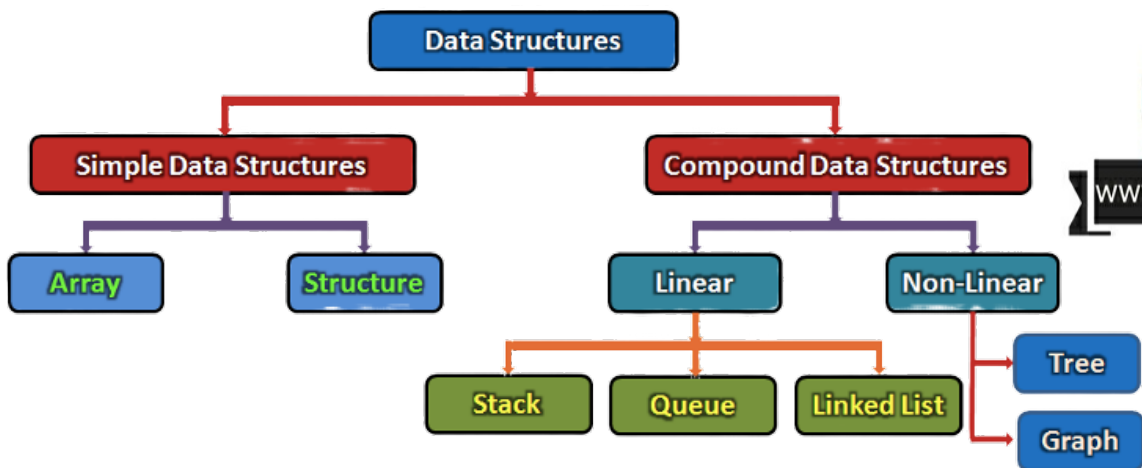 Data Structures
Simple Data Structures
Compound Data Structures
Array
Structure
Linear
Non-Linear
Stack
Queue
Linked List
Tree
Graph